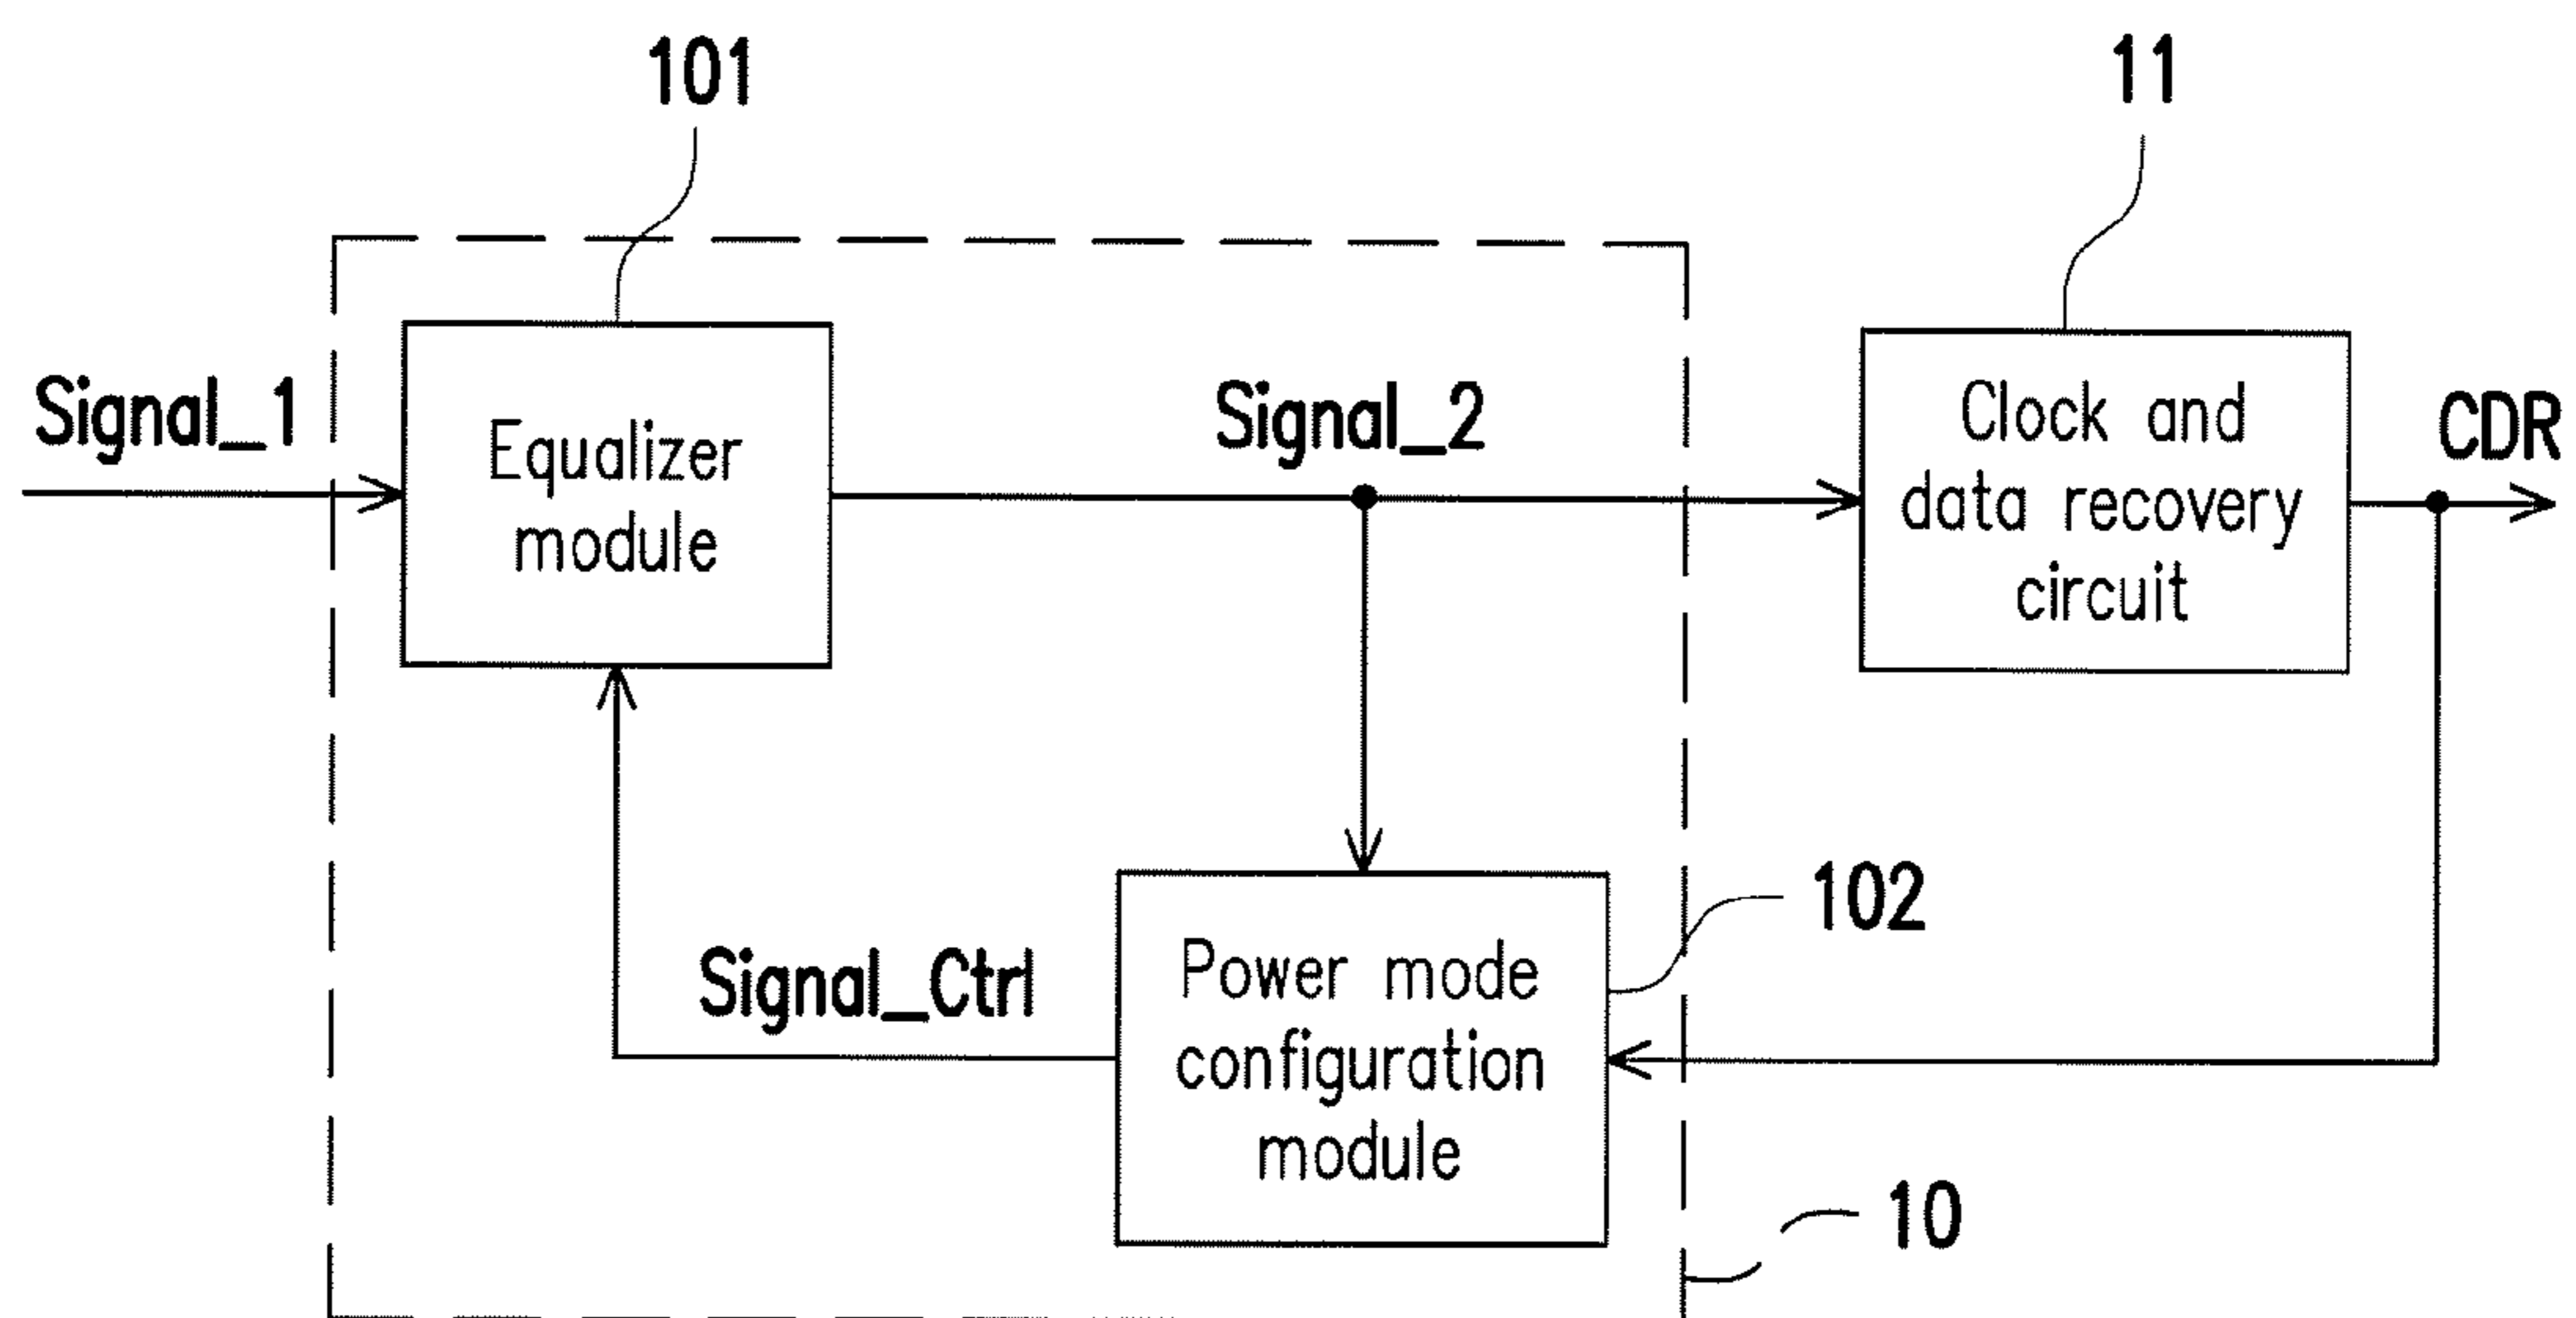 101
11
Signal_1
Equalizer
module
Signal_2
Clock and
data recovery
circuit
CDR
Signal_Ctrl
Power mode
configuration
module
102
10